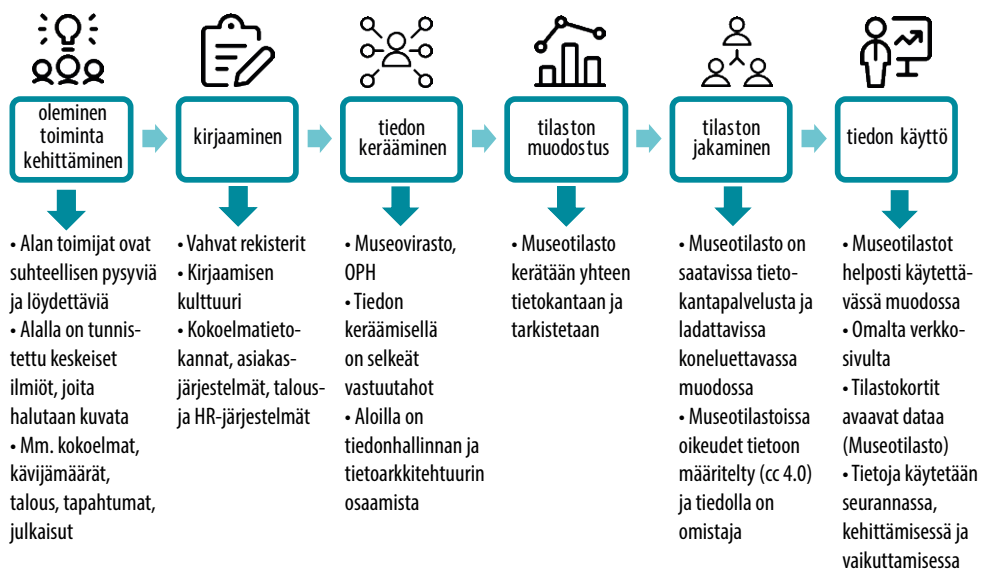 oleminen
toiminta
kehittäminen
kirjaaminen
tiedon
kerääminen
tilaston
muodostus
tilaston
jakaminen
tiedon käyttö
• Alan toimijat ovat
suhteellisen pysyviä
ja löydettäviä
• Alalla on tunnis-
tettu keskeiset
ilmiöt, joita
halutaan kuvata
• Mm. kokoelmat,
kävijämäärät,
talous, tapahtumat,
julkaisut
• Vahvat rekisterit
• Kirjaamisen
kulttuuri
• Kokoelmatieto-
kannat, asiakas-
järjestelmät, talous-
ja HR-järjestelmät
• Museovirasto,
OPH
• Tiedon
keräämisellä
on selkeät
vastuutahot
• Aloilla on
tiedonhallinnan ja
tietoarkkitehtuurin
osaamista
• Museotilasto
kerätään yhteen
tietokantaan ja
tarkistetaan
• Museotilasto on
saatavissa tieto-
kantapalvelusta ja
ladattavissa
koneluettavassa
muodossa
• Museotilastoissa
oikeudet tietoon
määritelty (cc 4.0)
ja tiedolla on
omistaja
• Museotilastot
helposti käytettä-
vässä muodossa
• Omalta verkko-
sivulta
• Tilastokortit
avaavat dataa
(Museotilasto)
• Tietoja käytetään
seurannassa,
kehittämisessä ja
vaikuttamisessa